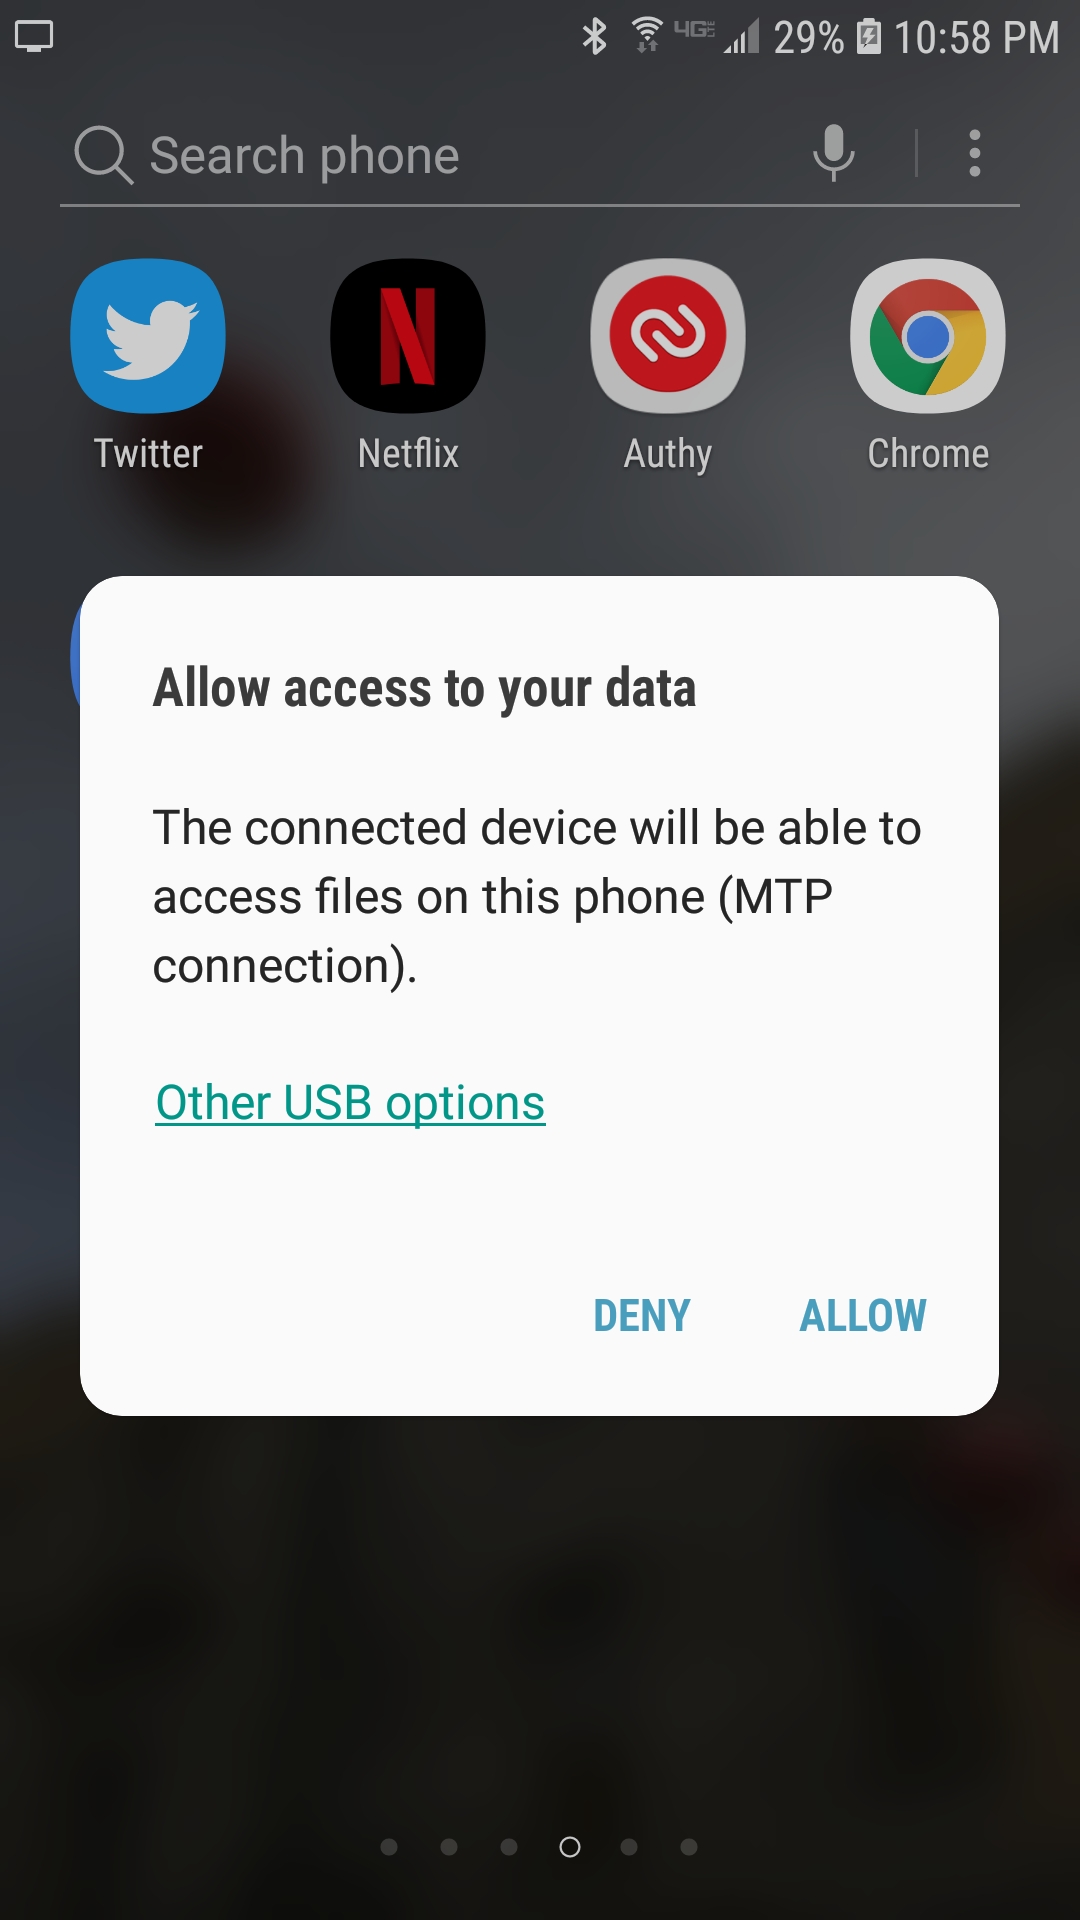 4G LTE 29% 10:58 PM
Search phone
Twitter Netflix Authy Chrome
Allow access to your data
The connected device will be able to
access files on this phone (MTP
connection).
Other USB options
DENY ALLOW